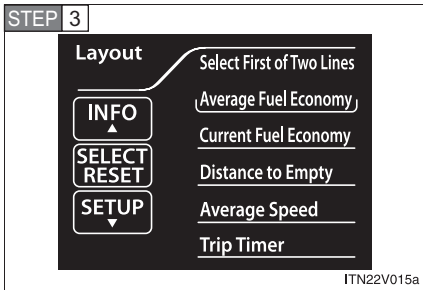 STEP 3
Layout
Select First of Two Lines
Average Fuel Economy
Current Fuel Economy
Distance to Empty
Average Speed
Trip Timer
INFO
SELECT
RESET
SETUP
ITN22V015a